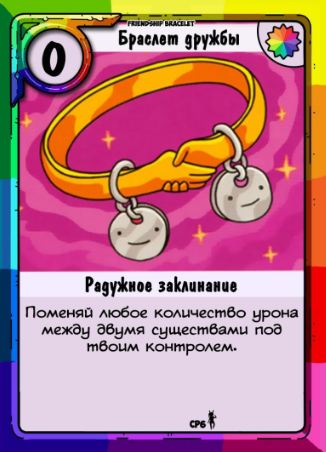 FRIENDSHIP BRACELET
0
Браслет дружбы
Радужное заклинание
Поменяй любое количество урона
между двумя существами под
твоим контролем.
CP6